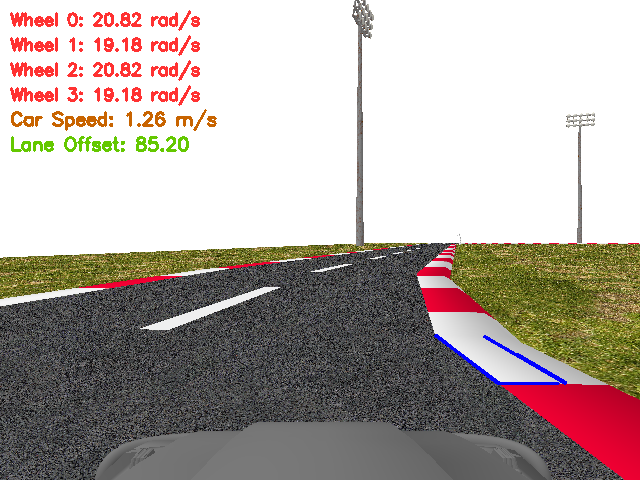 Wheel 0: 20.82 rad/s
Wheel 1: 19.18 rad/s
Wheel 2: 20.82 rad/s
Wheel 3: 19.18 rad/s
Car Speed: 1.26 m/s
Lane Offset: 85.20